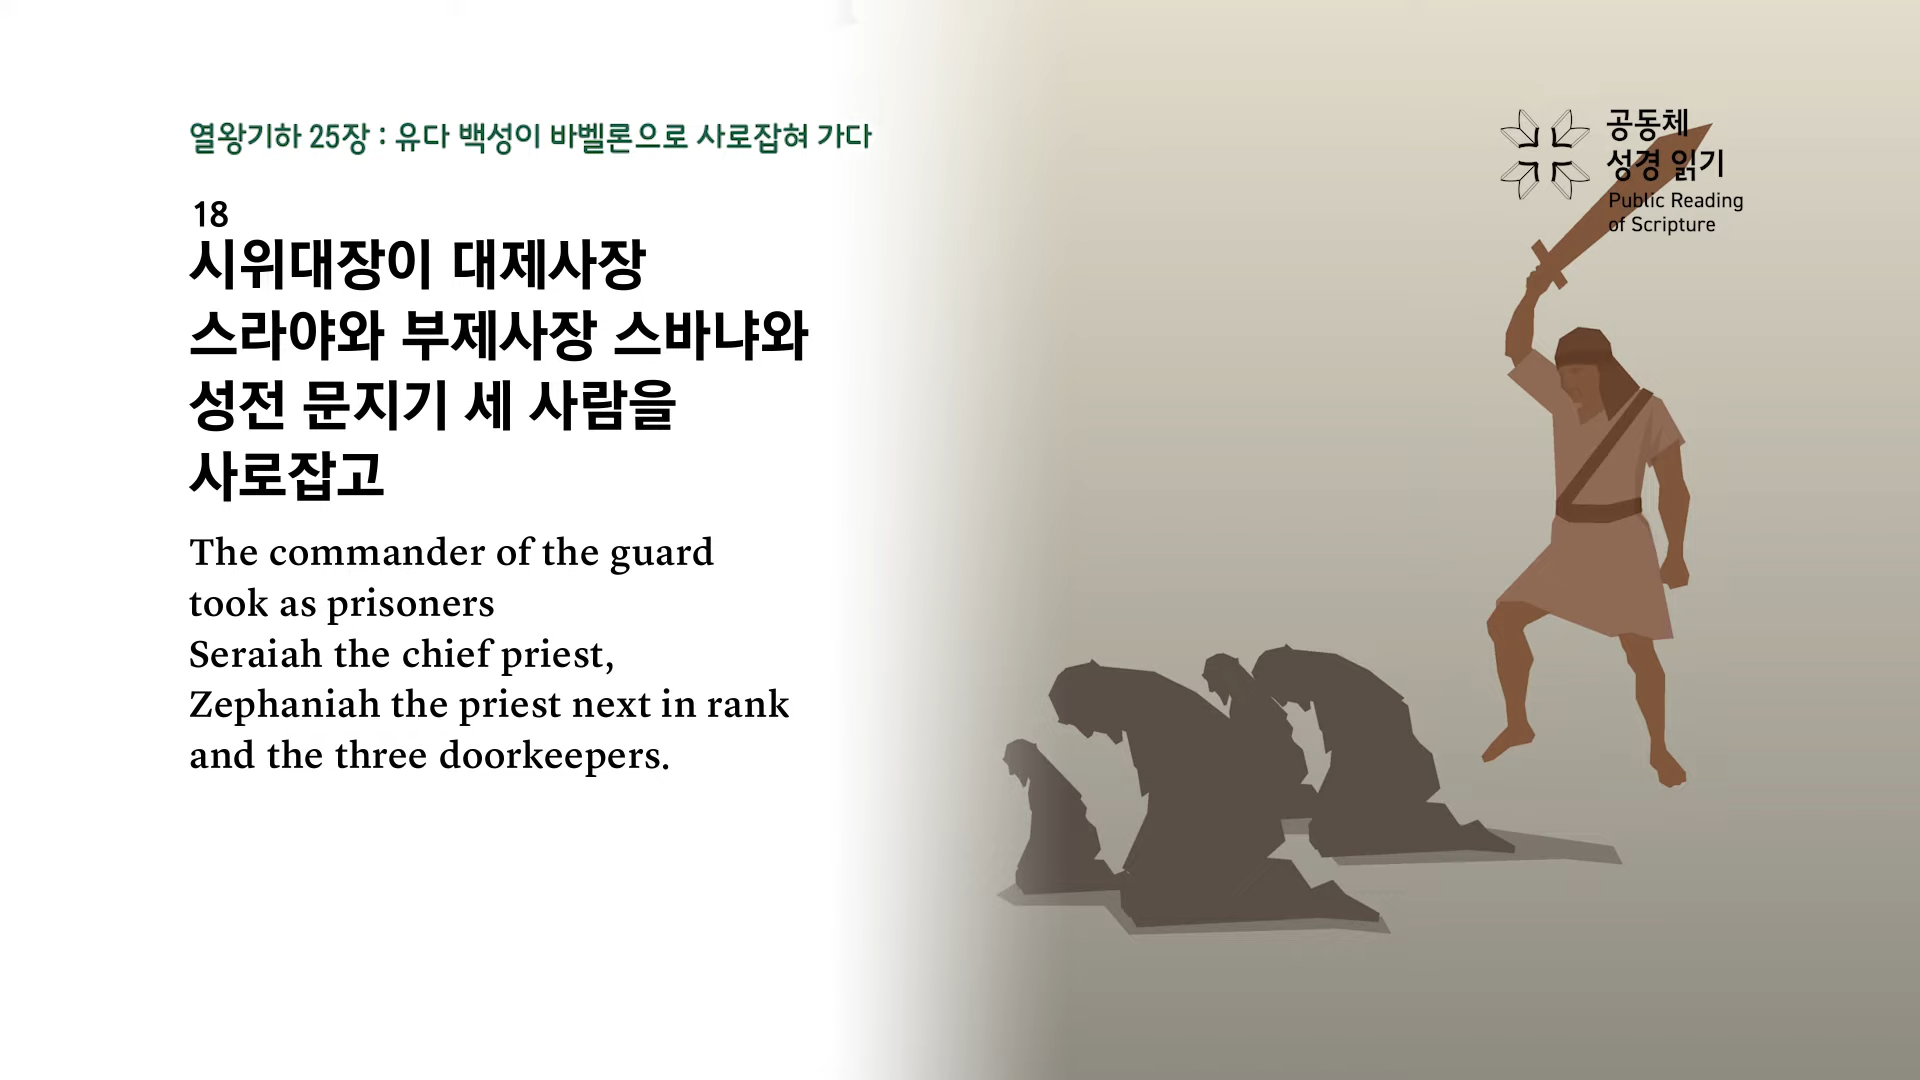 열왕기하 25장 : 유다 백성이 바벨론으로 사로잡혀 가다
18
시위대장이 대제사장
스라야와 부제사장 스바냐와
성전 문지기 세 사람을
사로잡고
The commander of the guard
took as prisoners
Seraiah the chief priest,
Zephaniah the priest next in rank
and the three doorkeepers.
공동체
성경 읽기
Public Reading
of Scripture